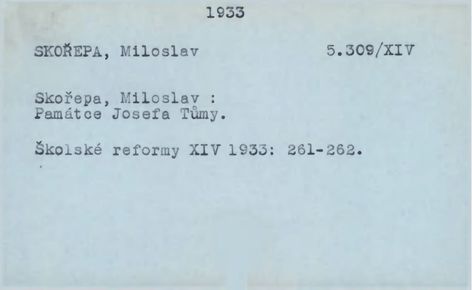 1933
SKOŘEPA, Miloslav 5.309/XIV
Skořepa, Miloslav :
Památce Josefa Tůmy.
Školské reformy XIV 1933: 261-262.